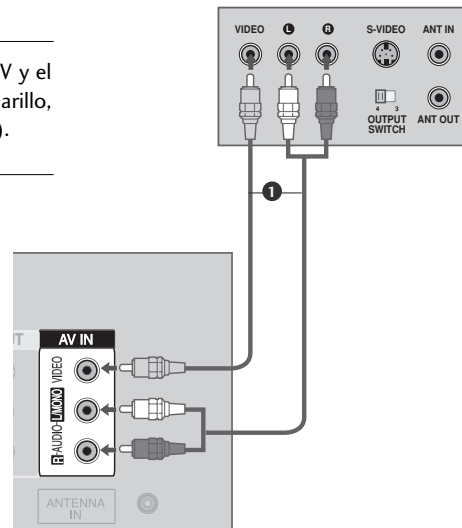 V y el
arillo,
).
VIDEO L R S-VIDEO ANT IN
4 3
OUTPUT
SWITCH
ANT OUT
1
UT
AV IN
VIDEO
L/MONO
AUDIO
R
ANTENNA
IN